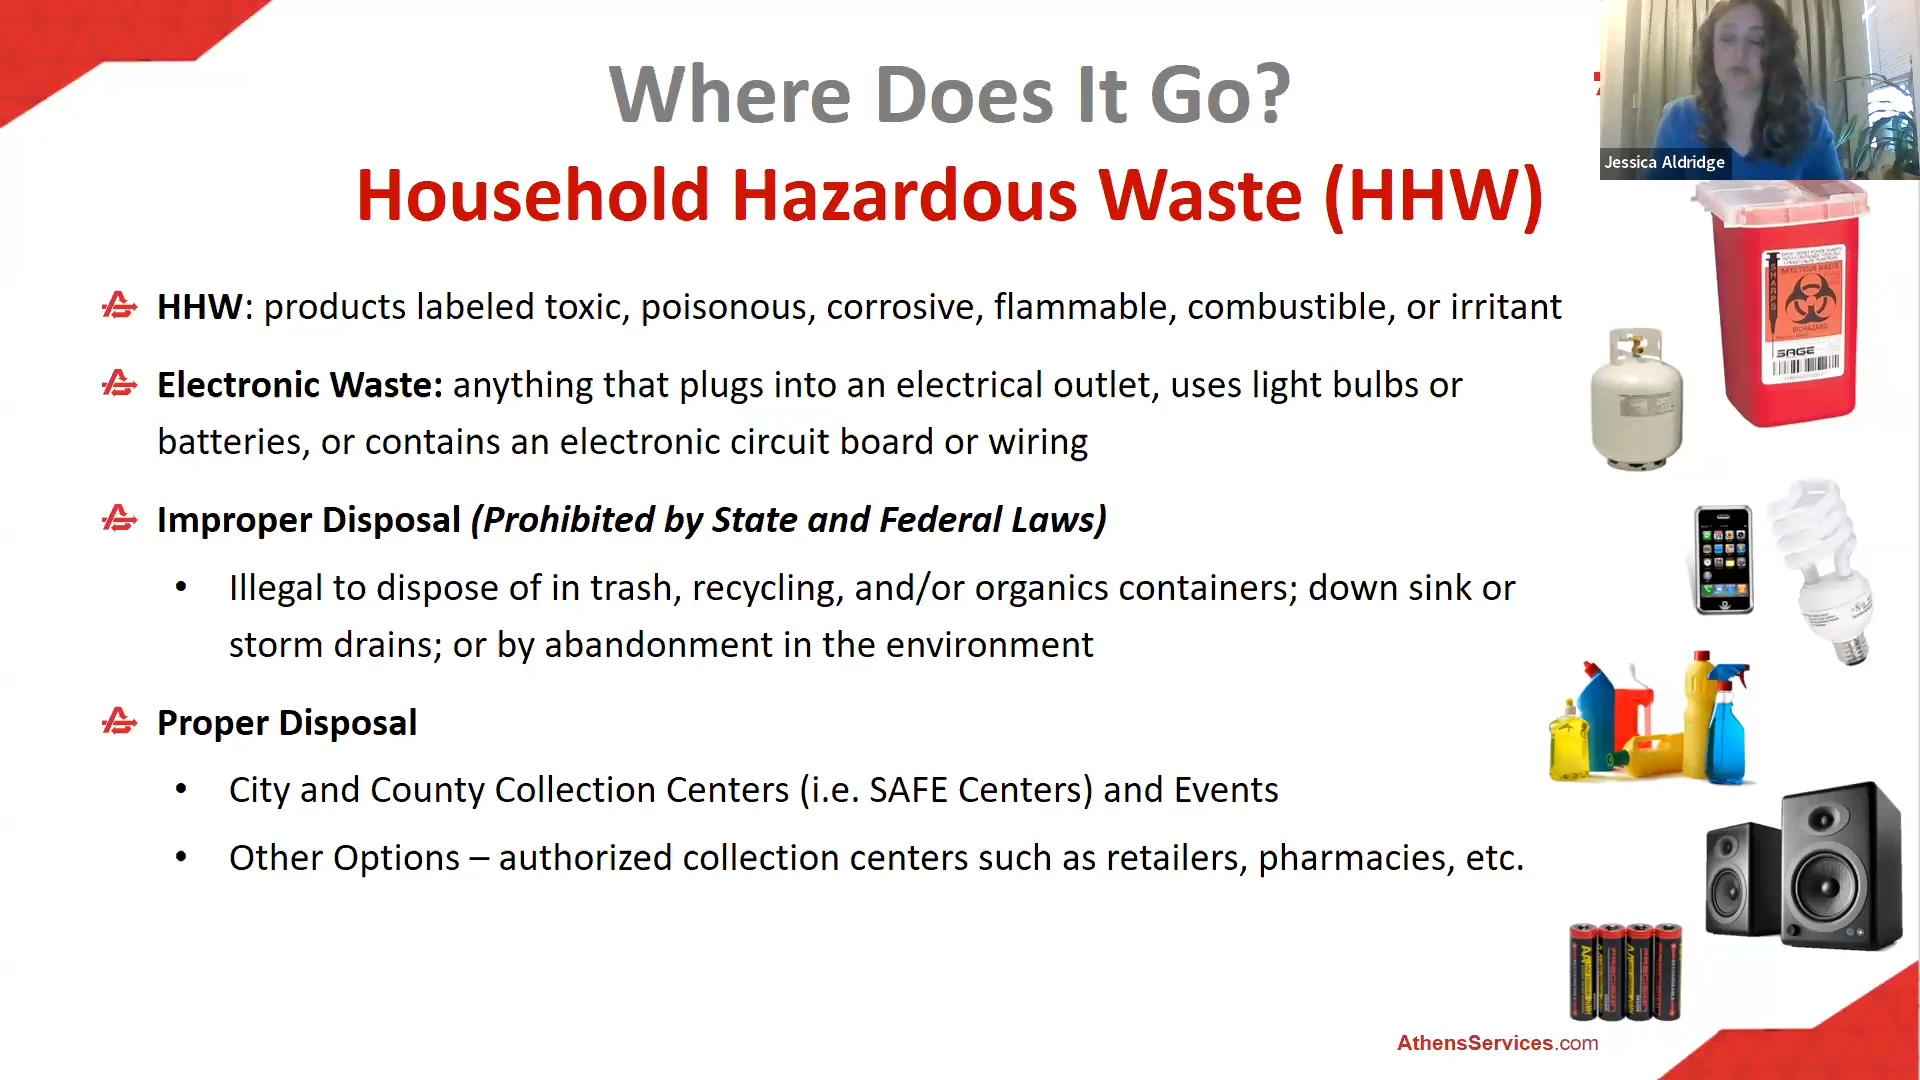 Where Does It Go?
Household Hazardous Waste (HHW)
Jessica Aldridge
HHW: products labeled toxic, poisonous, corrosive, flammable, combustible, or irritant
Electronic Waste: anything that plugs into an electrical outlet, uses light bulbs or
batteries, or contains an electronic circuit board or wiring
Improper Disposal (Prohibited by State and Federal Laws)
• Illegal to dispose of in trash, recycling, and/or organics containers; down sink or
storm drains; or by abandonment in the environment
Proper Disposal
• City and County Collection Centers (i.e. SAFE Centers) and Events
• Other Options – authorized collection centers such as retailers, pharmacies, etc.
SHARPS
INFECTIOUS WASTE
BIOHAZARD
SAGE
AthensServices.com